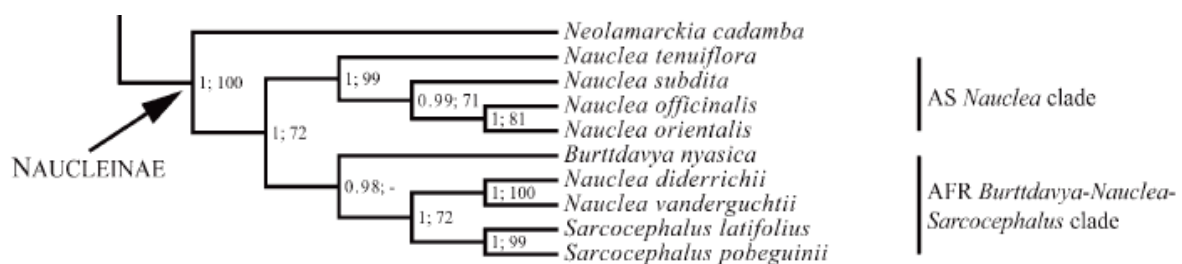 Neolamarckia cadamba
Nauclea tenuiflora
1; 99
Nauclea subdita
1; 100
0.99; 71
Nauclea officinalis
AS Nauclea clade
1; 81
Nauclea orientalis
1; 72
Burttdavya nyasica
NAUCLEINAE
0.98; -
Nauclea diderrichii
1; 100
Nauclea vanderguchtii
AFR Burttdavya-Nauclea-
Sarcocephalus clade
1; 72
Sarcocephalus latifolius
1; 99
Sarcocephalus pobeguinii